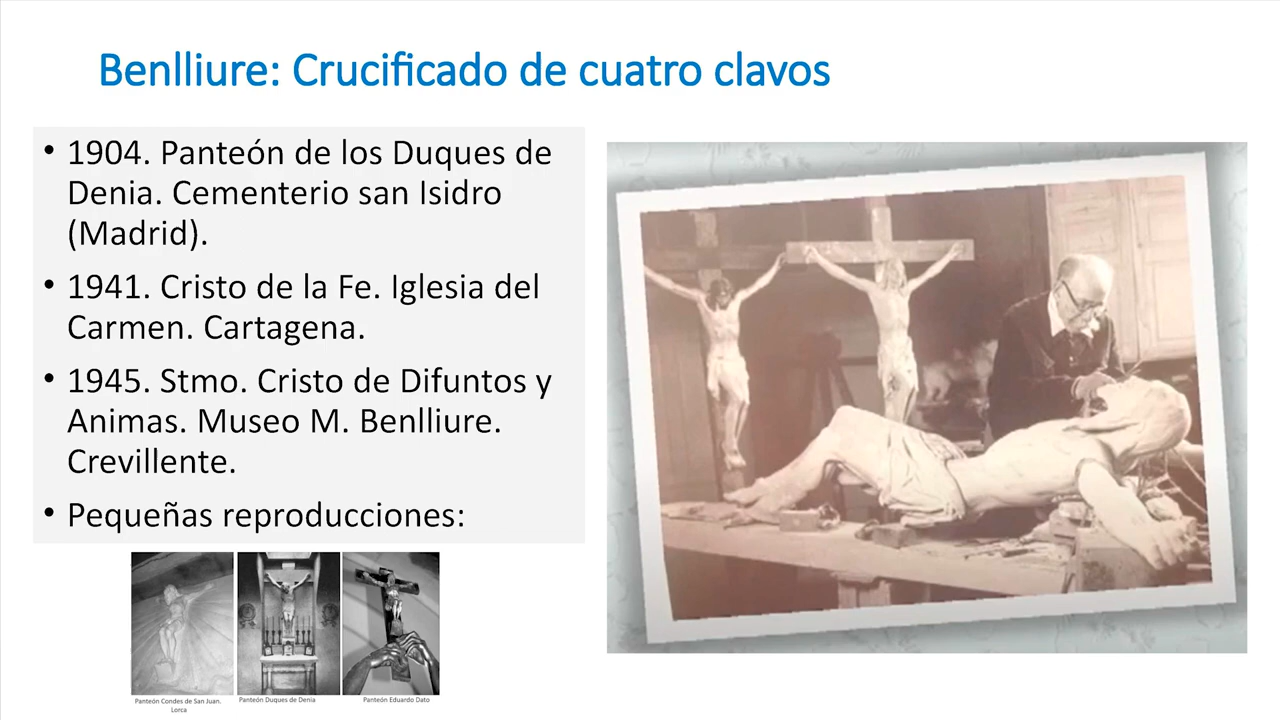 Benlliure: Crucificado de cuatro clavos
• 1904. Panteón de los Duques de
Denia. Cementerio san Isidro
(Madrid).
• 1941. Cristo de la Fe. Iglesia del
Carmen. Cartagena.
• 1945. Stmo. Cristo de Difuntos y
Animas. Museo M. Benlliure.
Crevillente.
• Pequeñas reproducciones:
Panteón Condes de San Juan.
Lorca
Panteón Duques de Denia
Panteón Eduardo Dato